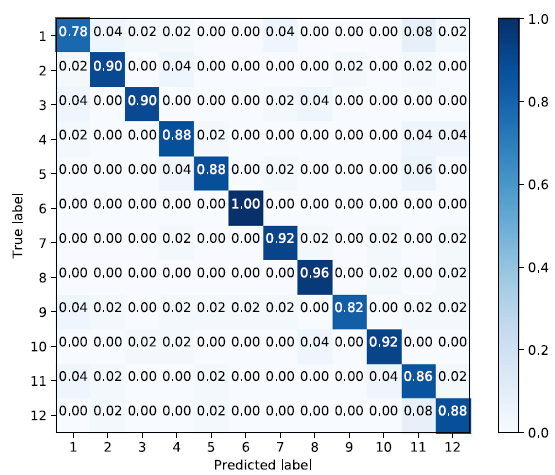 1 0.78 0.04 0.02 0.02 0.00 0.00 0.04 0.00 0.00 0.00 0.08 0.02
2 0.02 0.90 0.00 0.04 0.00 0.00 0.00 0.00 0.02 0.00 0.02 0.00
3 0.04 0.00 0.90 0.00 0.00 0.00 0.02 0.04 0.00 0.00 0.00 0.00
4 0.02 0.00 0.00 0.88 0.02 0.00 0.00 0.00 0.00 0.00 0.04 0.04
5 0.00 0.00 0.00 0.04 0.88 0.00 0.02 0.00 0.00 0.00 0.06 0.00
6 0.00 0.00 0.00 0.00 0.00 1.00 0.00 0.00 0.00 0.00 0.00 0.00
7 0.00 0.00 0.00 0.02 0.00 0.00 0.92 0.02 0.00 0.02 0.00 0.02
8 0.00 0.00 0.00 0.00 0.00 0.00 0.00 0.96 0.00 0.02 0.00 0.02
9 0.04 0.02 0.00 0.02 0.02 0.02 0.02 0.00 0.82 0.00 0.02 0.02
10 0.00 0.00 0.02 0.02 0.00 0.00 0.00 0.04 0.00 0.92 0.00 0.00
11 0.04 0.02 0.00 0.00 0.02 0.00 0.00 0.00 0.00 0.04 0.86 0.02
12 0.00 0.02 0.00 0.00 0.02 0.00 0.00 0.00 0.00 0.00 0.08 0.88
1 2 3 4 5 6 7 8 9 10 11 12
Predicted label
True label
1.0
0.8
0.6
0.4
0.2
0.0